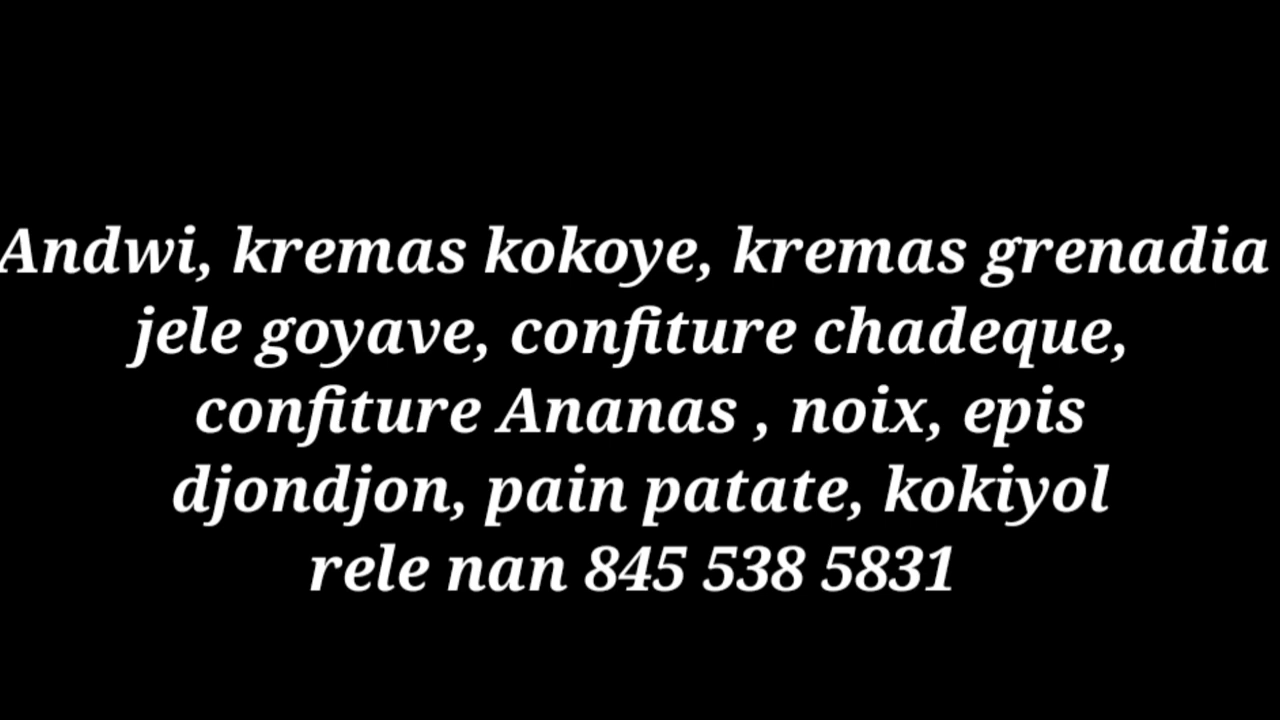 Andwi, kremas kokoye, kremas grenadia
jele goyave, confiture chadeque,
confiture Ananas , noix, epis
djondjon, pain patate, kokiyol
rele nan 845 538 5831